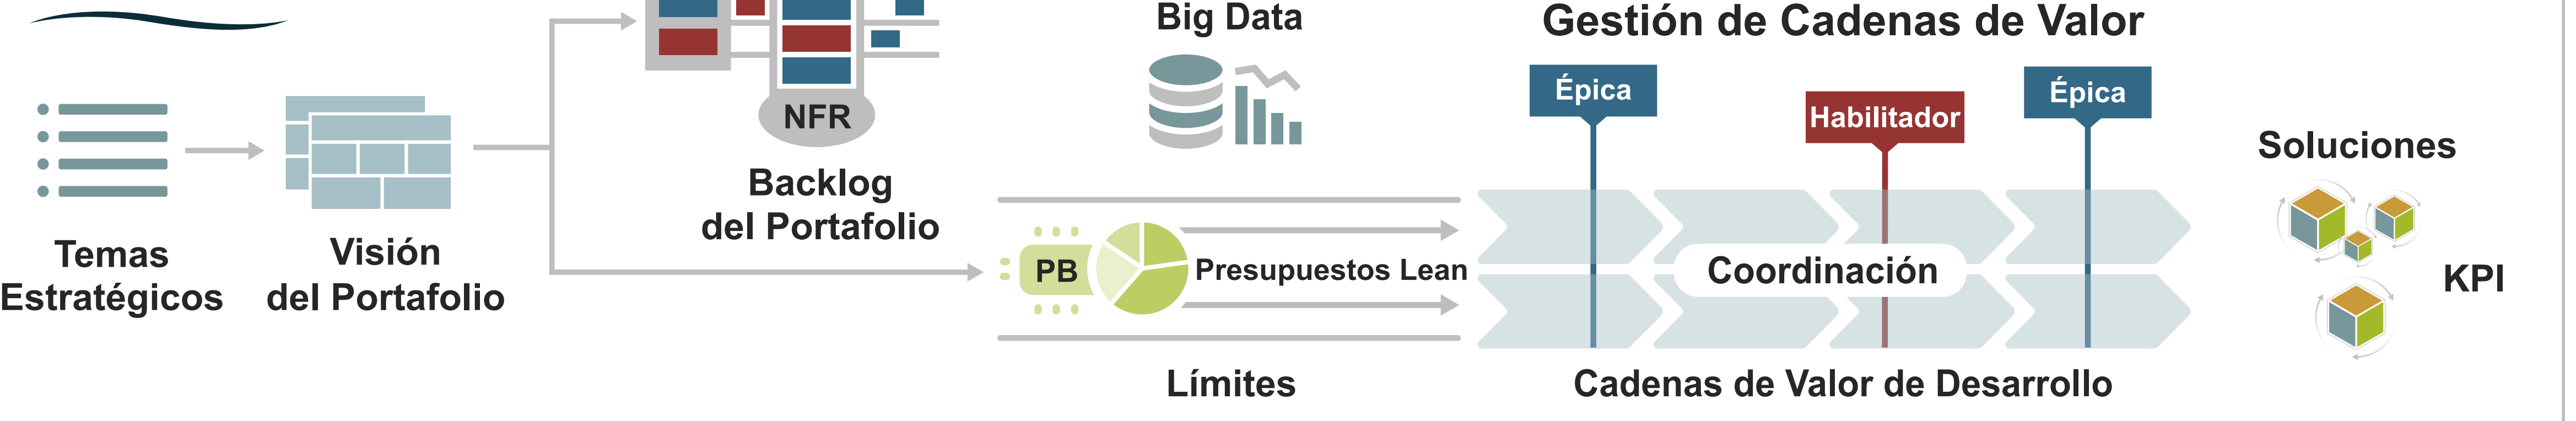 Temas
Estratégicos
Visión
del Portafolio
NFR
Backlog
del Portafolio
Big Data
PB
Presupuestos Lean
Límites
Gestión de Cadenas de Valor
Épica
Habilitador
Épica
Coordinación
Cadenas de Valor de Desarrollo
Soluciones
KPI